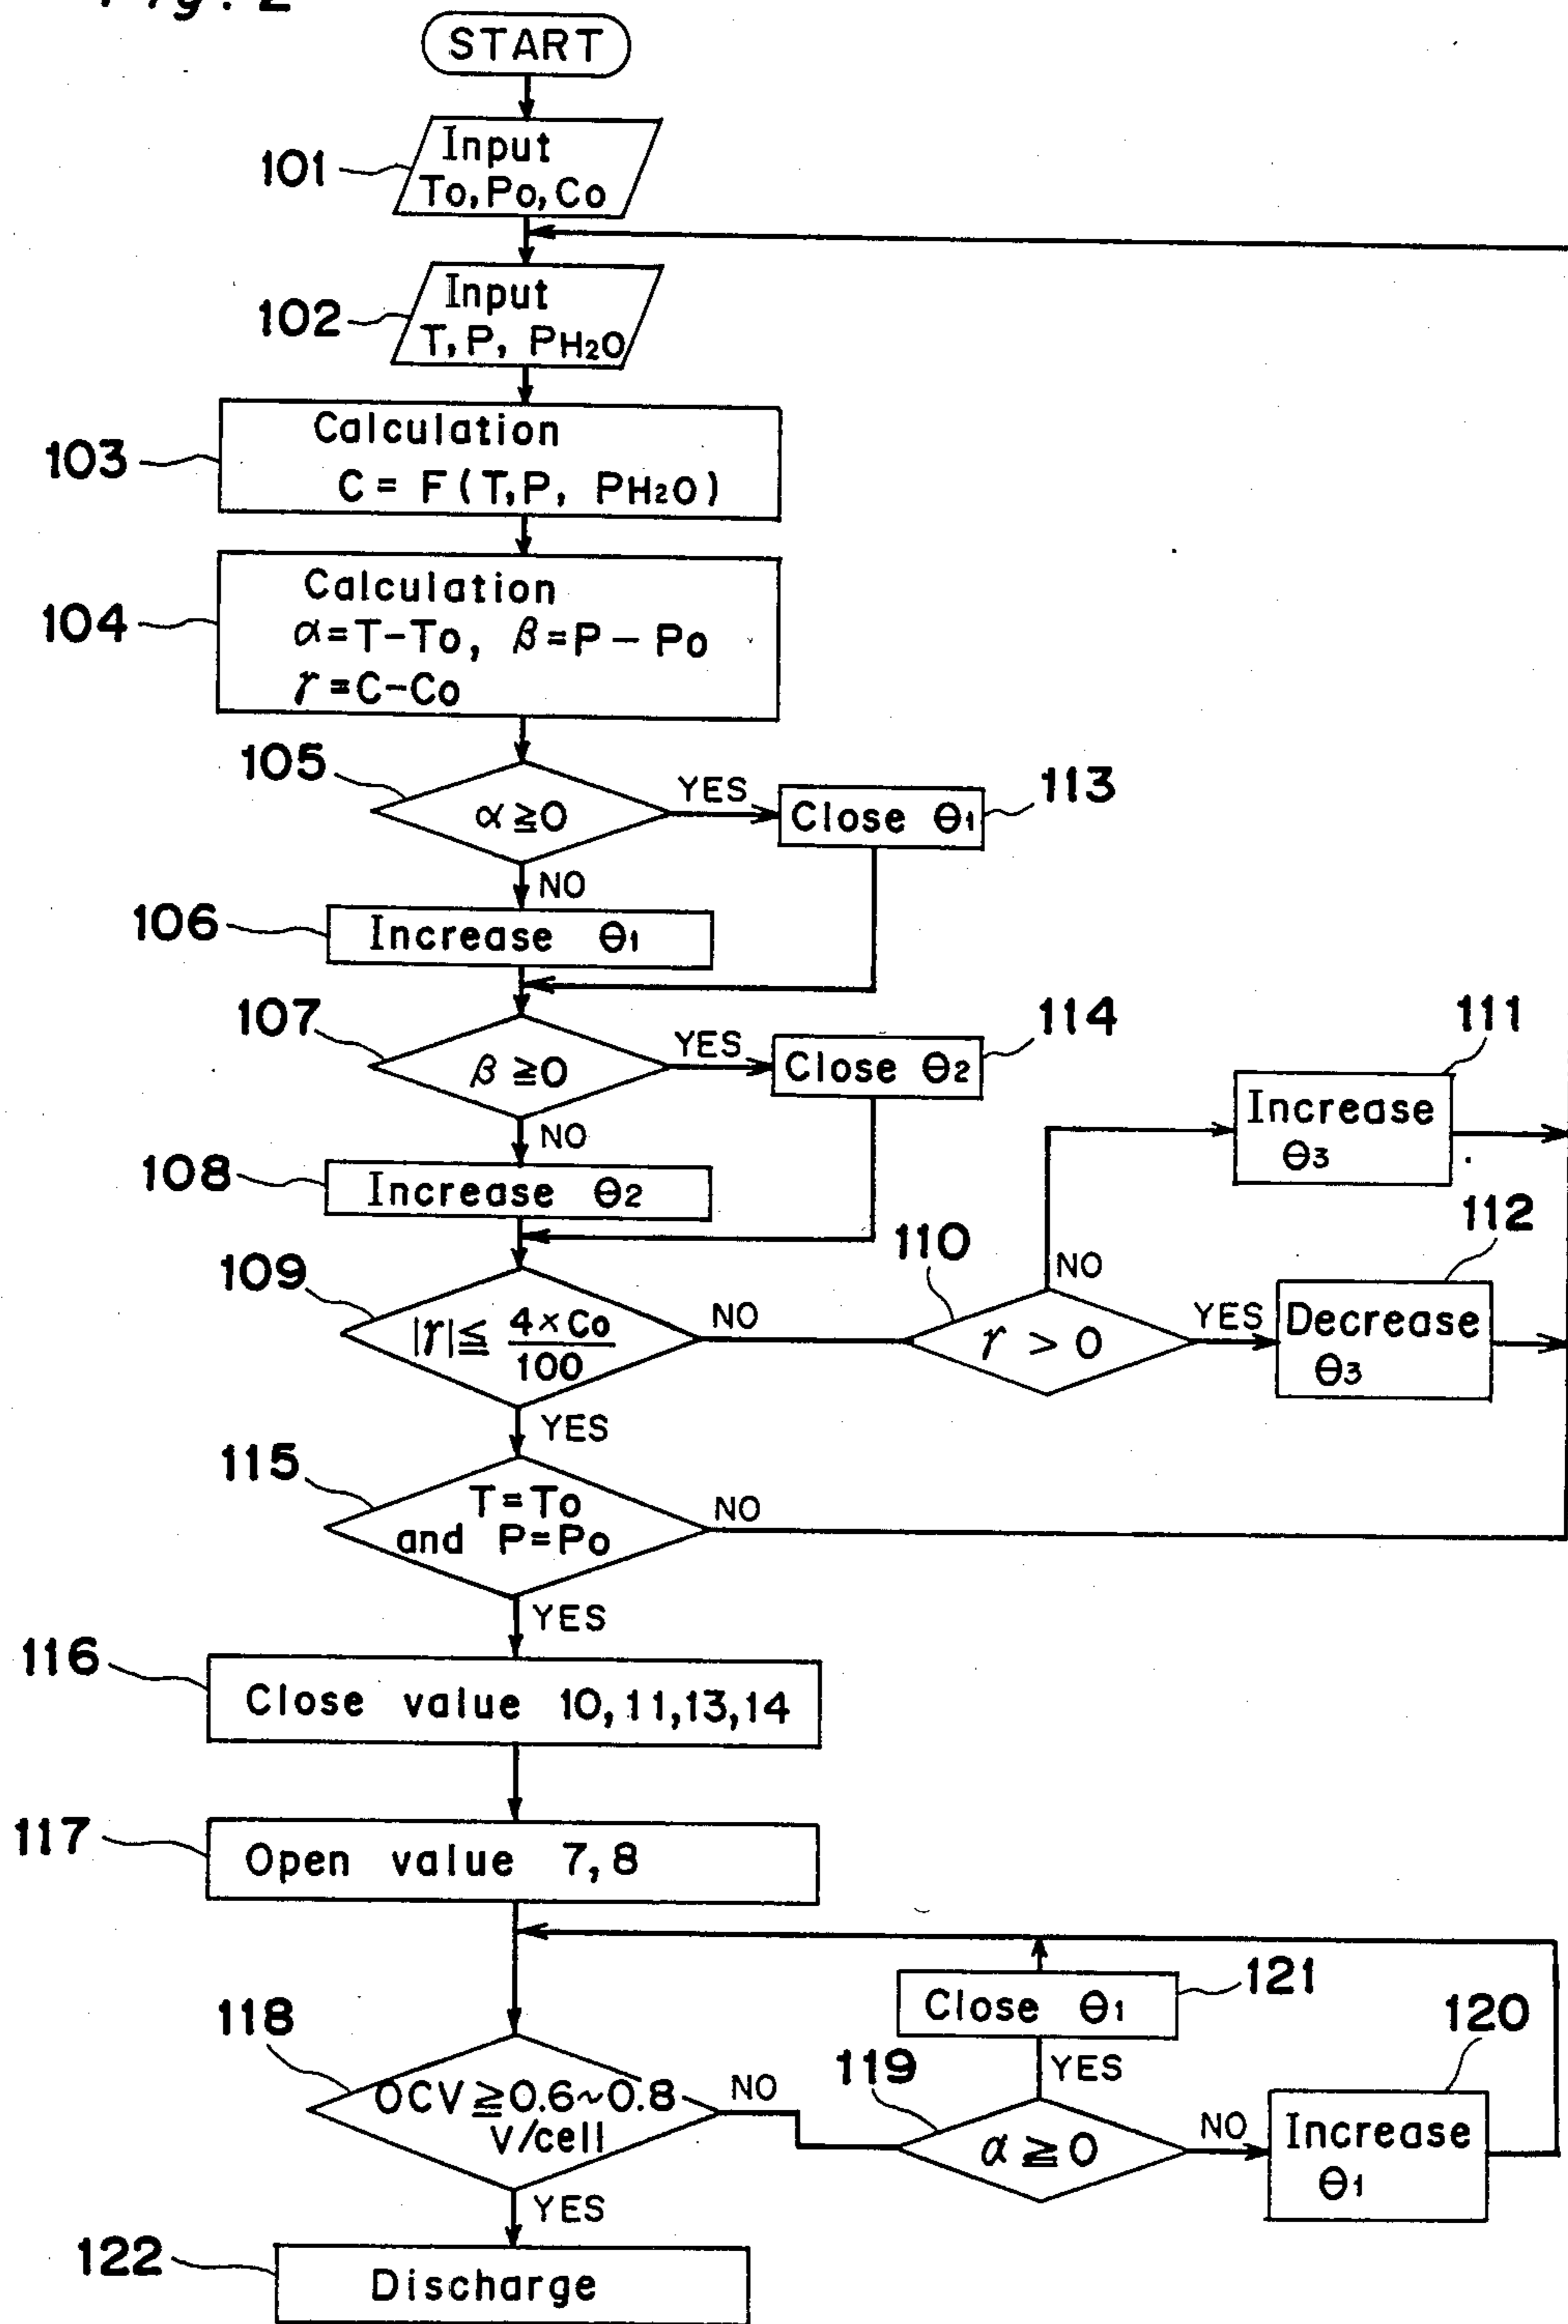 Fig. 2
START
101
Input
To, Po, Co
102
Input
T, P, PH2O
103
Calculation
C = F (T, P, PH2O)
104
Calculation
α=T-To, β=P-Po
γ=C-Co
105
α≧0
YES
Close θ1
113
NO
106
Increase θ1
107
β≧0
YES
Close θ2
114
111
Increase
θ3
NO
108
Increase θ2
109
|γ|≦ 4×Co
100
NO
110
γ > 0
NO
YES
112
Decrease
θ3
YES
115
T=To
and P=Po
NO
YES
116
Close value 10, 11, 13, 14
117
Open value 7, 8
118
OCV≧0.6~0.8
V/cell
NO
119
α≧0
YES
Close θ1
121
NO
120
Increase
θ1
YES
122
Discharge